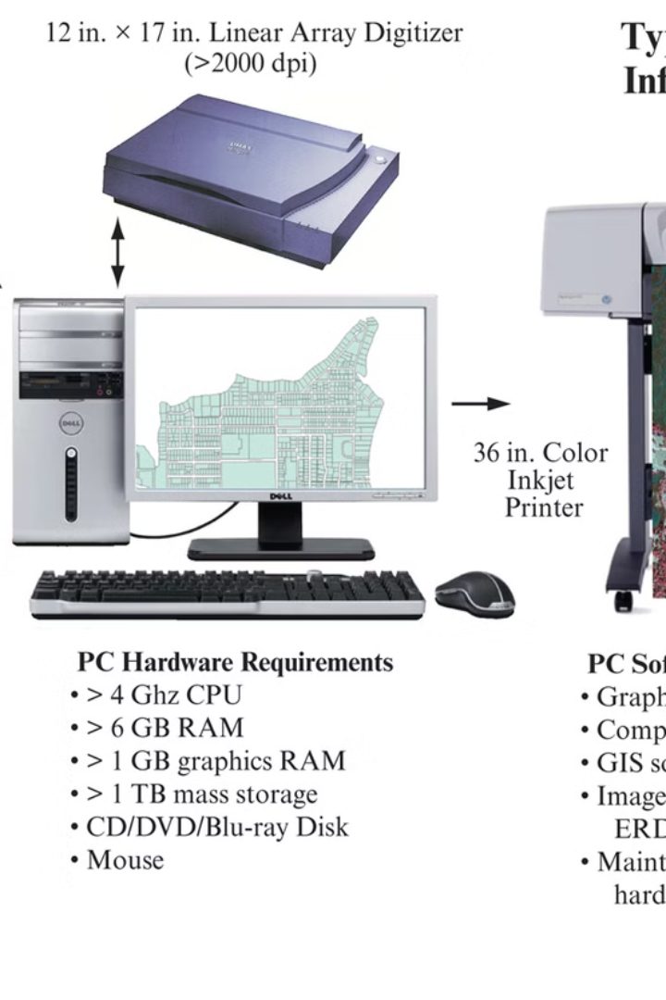 12 in. × 17 in. Linear Array Digitizer
(>2000 dpi)
Ty
Inf
DELL
DELL
36 in. Color
Inkjet
Printer
PC Hardware Requirements
• > 4 Ghz CPU
• > 6 GB RAM
• > 1 GB graphics RAM
• > 1 TB mass storage
• CD/DVD/Blu-ray Disk
• Mouse
PC Sof
• Graph
• Comp
• GIS so
• Image
ERD
• Maint
hard